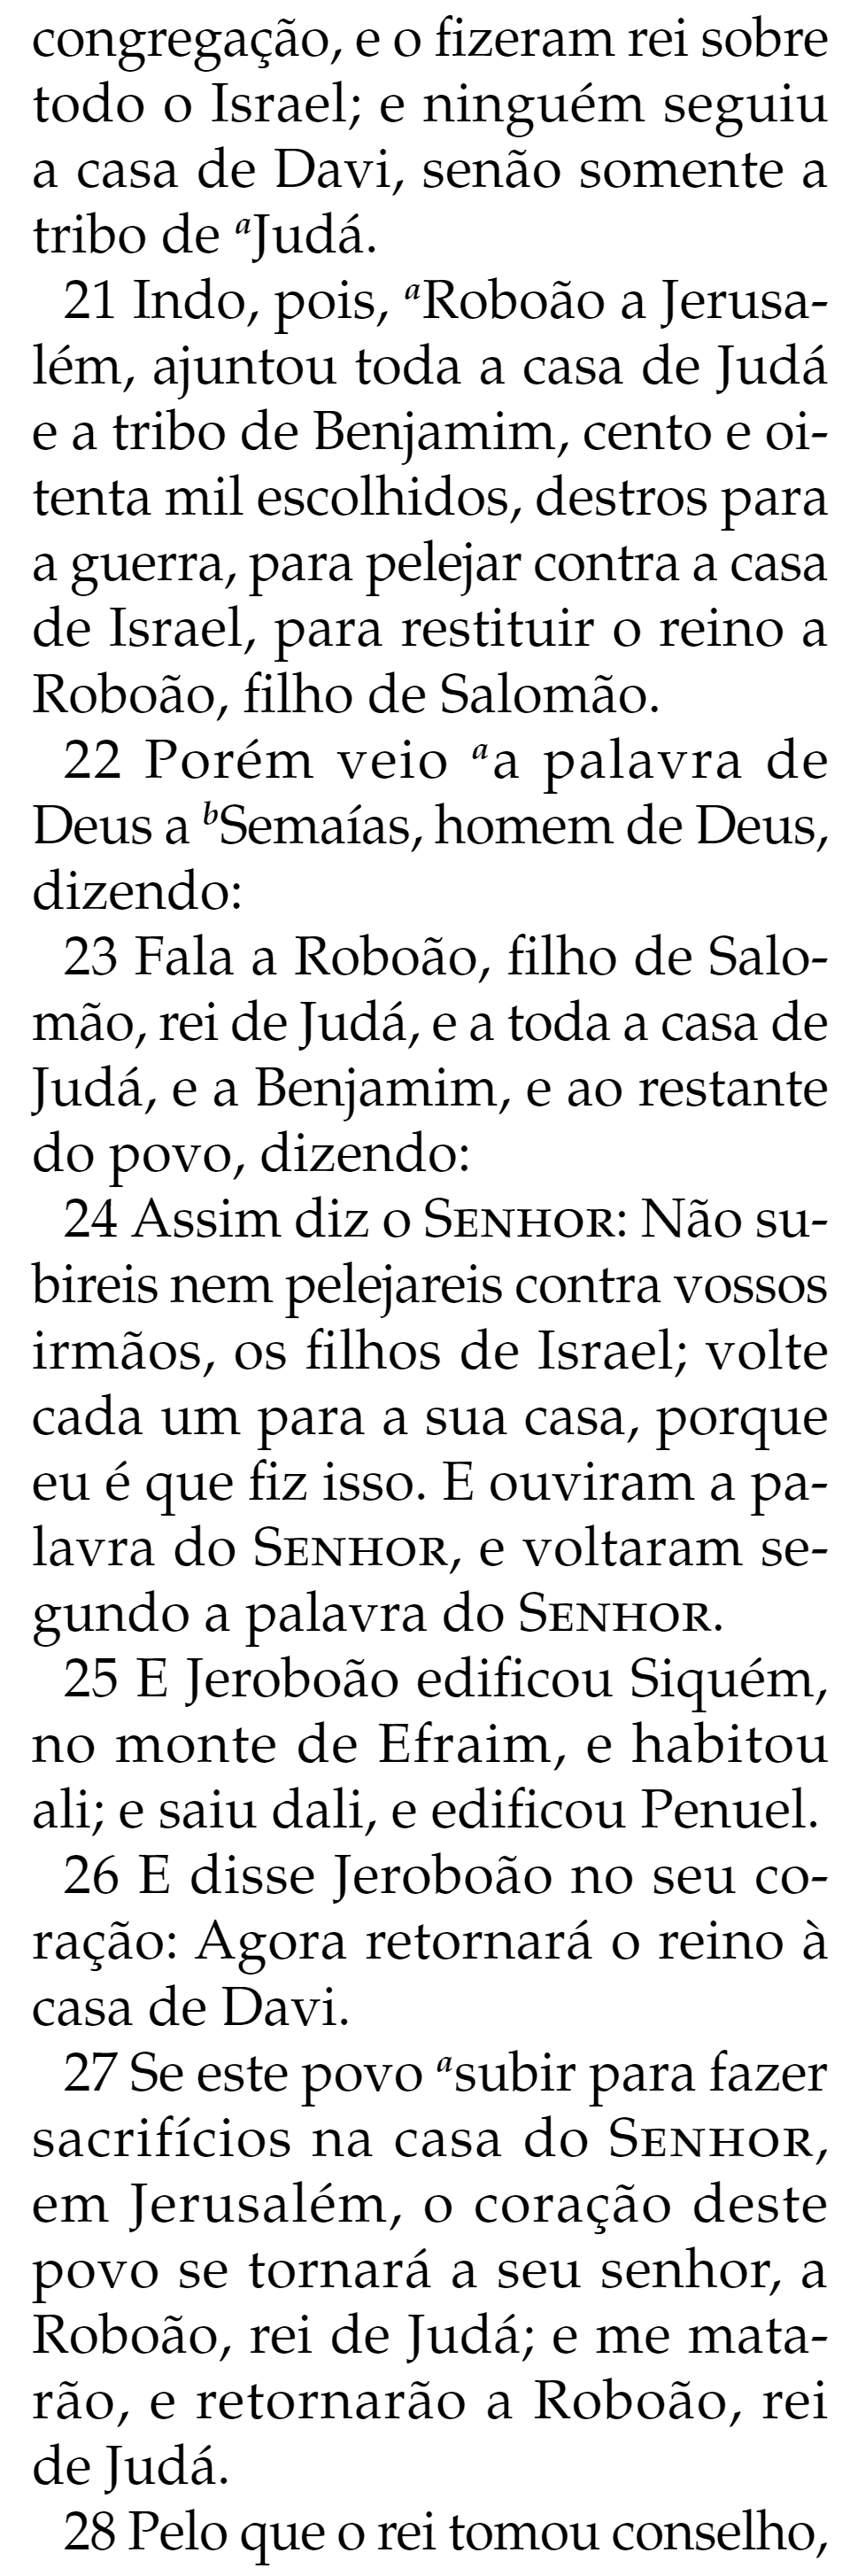 congregação, e o fizeram rei sobre
todo o Israel; e ninguém seguiu
a casa de Davi, senão somente a
tribo de aJudá.
21 Indo, pois, aRoboão a Jerusa-
lém, ajuntou toda a casa de Judá
e a tribo de Benjamim, cento e oi-
tenta mil escolhidos, destros para
a guerra, para pelejar contra a casa
de Israel, para restituir o reino a
Roboão, filho de Salomão.
22 Porém veio aa palavra de
Deus a bSemaías, homem de Deus,
dizendo:
23 Fala a Roboão, filho de Salo-
mão, rei de Judá, e a toda a casa de
Judá, e a Benjamim, e ao restante
do povo, dizendo:
24 Assim diz o SENHOR: Não su-
bireis nem pelejareis contra vossos
irmãos, os filhos de Israel; volte
cada um para a sua casa, porque
eu é que fiz isso. E ouviram a pa-
lavra do SENHOR, e voltaram se-
gundo a palavra do SENHOR.
25 E Jeroboão edificou Siquém,
no monte de Efraim, e habitou
ali; e saiu dali, e edificou Penuel.
26 E disse Jeroboão no seu co-
ração: Agora retornará o reino à
casa de Davi.
27 Se este povo asubir para fazer
sacrifícios na casa do SENHOR,
em Jerusalém, o coração deste
povo se tornará a seu senhor, a
Roboão, rei de Judá; e me mata-
rão, e retornarão a Roboão, rei
de Judá.
28 Pelo que o rei tomou conselho,